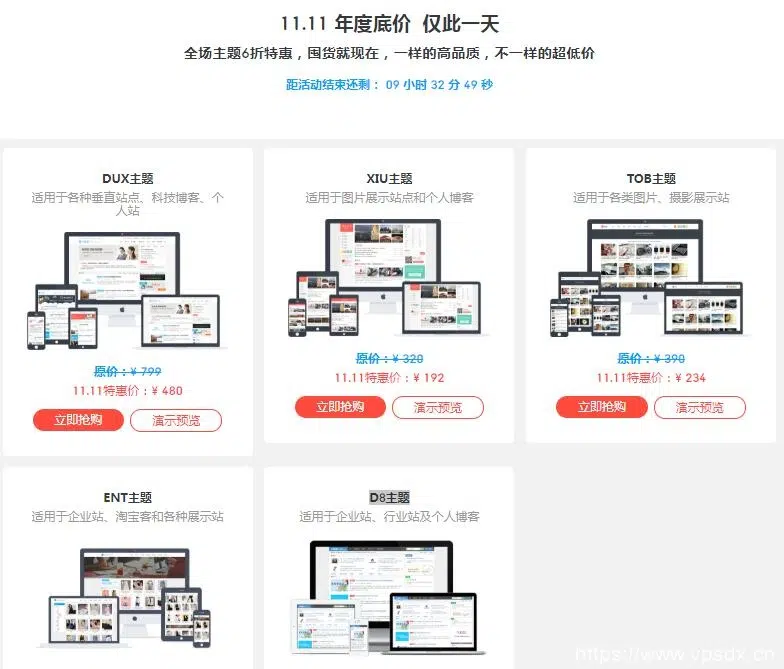 11.11 年度底价 仅此一天
全场主题6折特惠，囤货就现在，一样的高品质，不一样的超低价
距活动结束还剩： 09 小时 32 分 49 秒
DUX主题
适用于各种垂直站点、科技博客、个
人站
原价：¥ 799
11.11特惠价：¥ 480
立即抢购
演示预览
XIU主题
适用于图片展示站点和个人博客
原价：¥ 320
11.11特惠价：¥ 192
立即抢购
演示预览
TOB主题
适用于各类图片、摄影展示站
原价：¥ 390
11.11特惠价：¥ 234
立即抢购
演示预览
ENT主题
适用于企业站、淘宝客和各种展示站
D8主题
适用于企业站、行业站及个人博客
https://www.vpsdx.cn